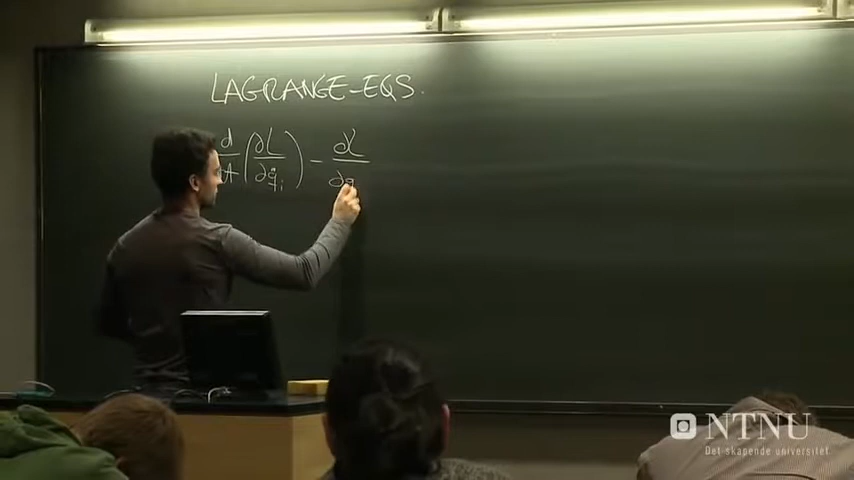 LAGRANGE-EQS.
d/dt (∂L/∂q̇ᵢ) - ∂L/∂q
NTNU
Det skapende universitet